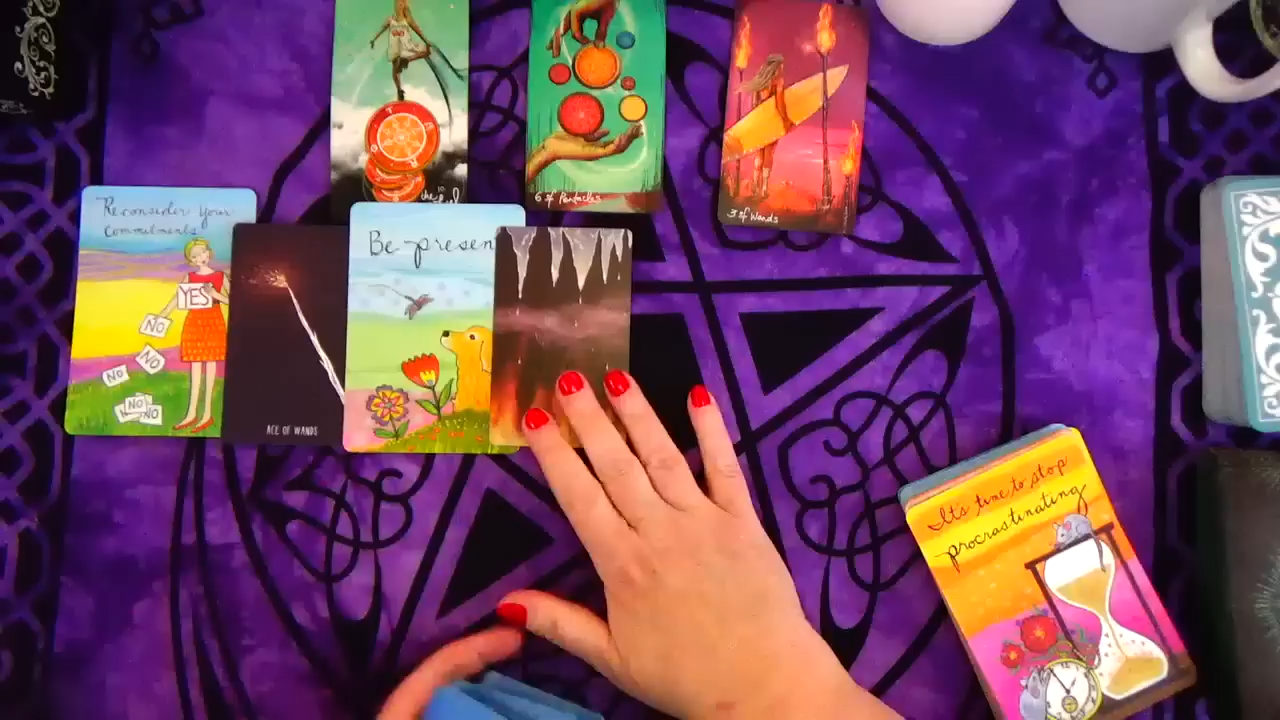 6 of Pentacles
3 of Wands
Reconsider your
commitments
YES
NO
NO
NO
NO
NO
ACE OF WANDS
Be presen
It's time to stop
procrastinating